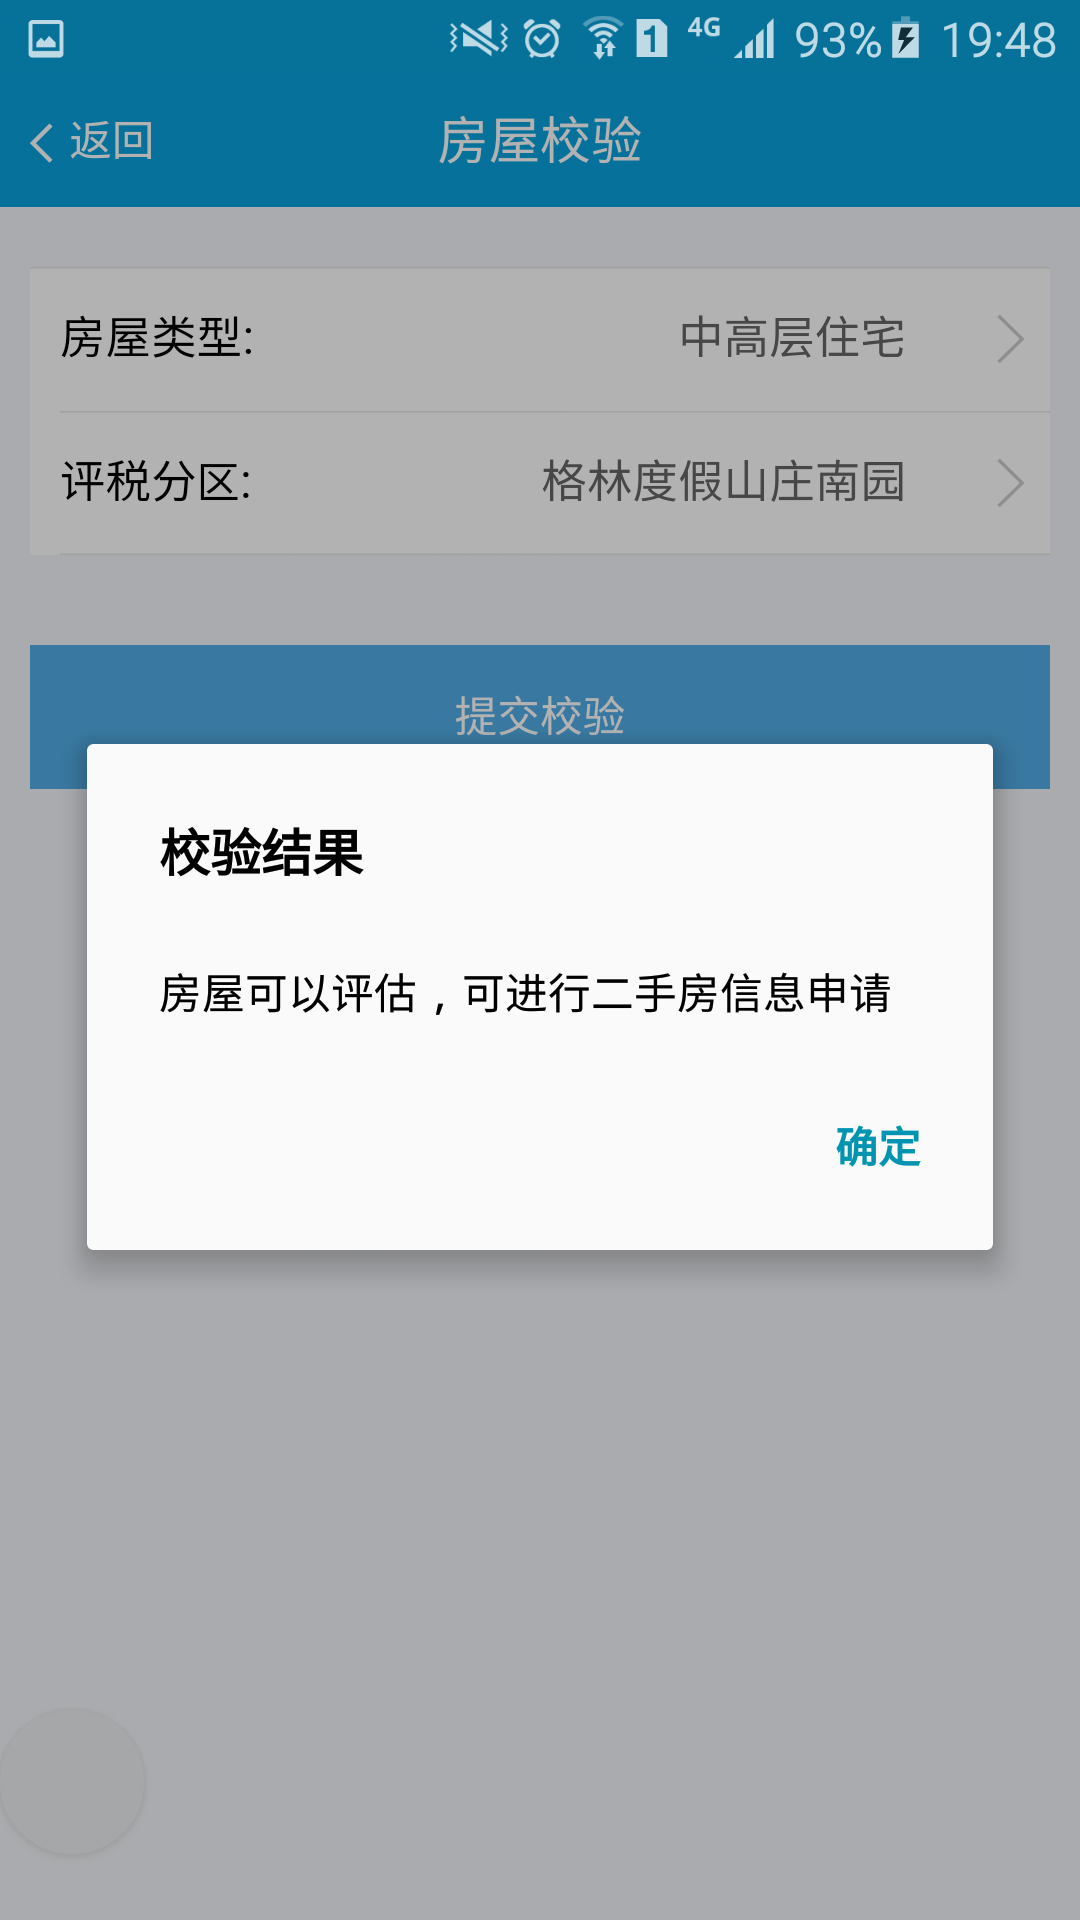 4G 93% 19:48
返回 房屋校验
房屋类型: 中高层住宅
评税分区: 格林度假山庄南园
提交校验
校验结果
房屋可以评估，可进行二手房信息申请
确定